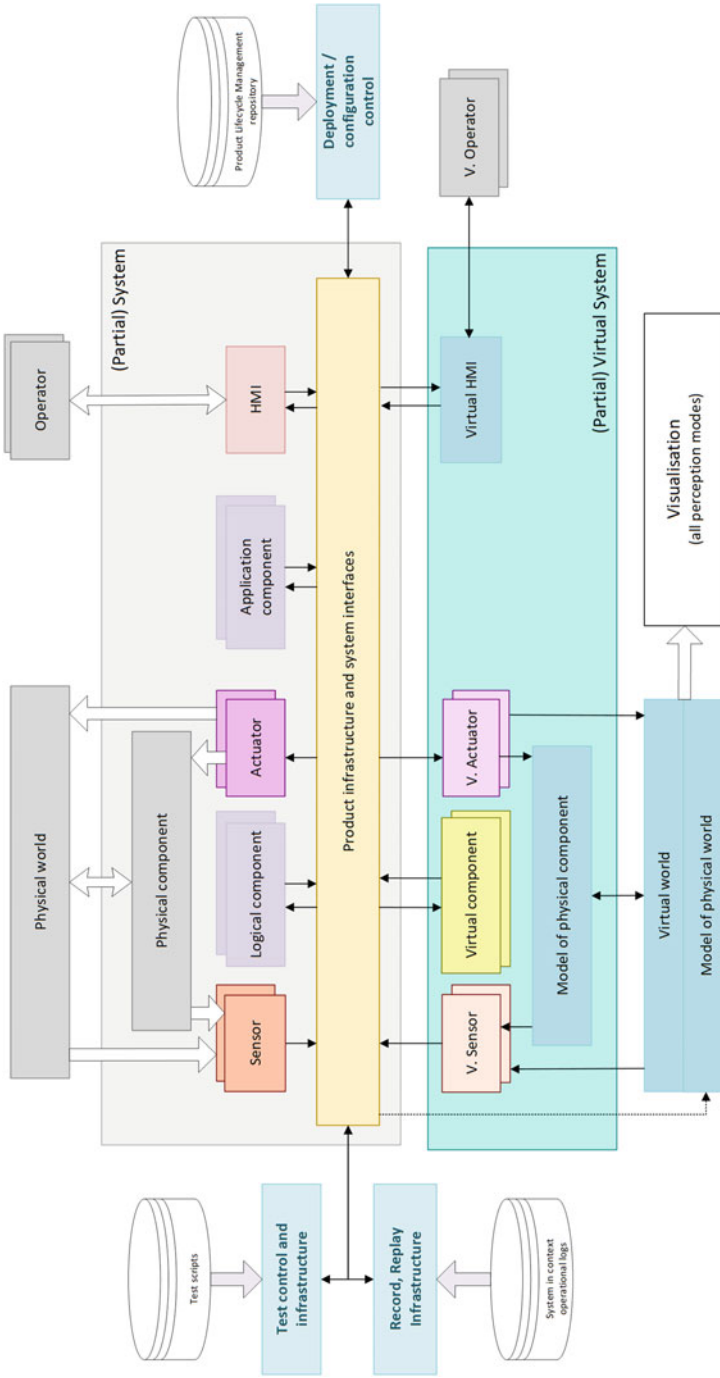 Test scripts
Test control and
infrastructure
Record, Replay
Infrastructure
System in context
operational logs
Physical world
Physical component
Sensor
Logical component
Actuator
Application
component
HMI
Operator
(Partial) System
Product infrastructure and system interfaces
Product Lifecycle Management
repository
Deployment /
configuration
control
V. Operator
V. Sensor
Virtual component
V. Actuator
Virtual HMI
Model of physical component
(Partial) Virtual System
Virtual world
Model of physical world
Visualisation
(all perception modes)